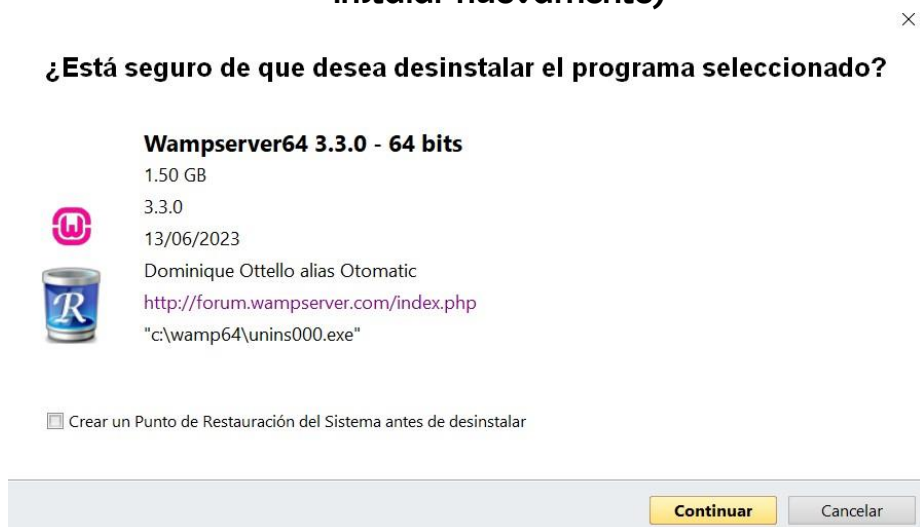 instalar nuevamente)
¿Está seguro de que desea desinstalar el programa seleccionado?
Wampserver64 3.3.0 - 64 bits
1.50 GB
3.3.0
13/06/2023
Dominique Ottello alias Otomatic
http://forum.wampserver.com/index.php
"c:\wamp64\unins000.exe"
Crear un Punto de Restauración del Sistema antes de desinstalar
Continuar Cancelar